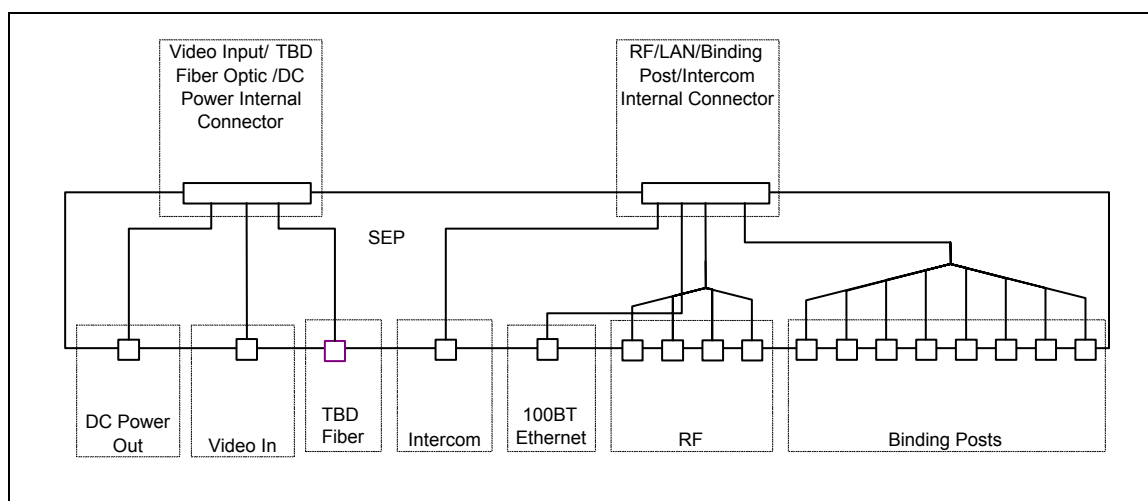 Video Input/ TBD
Fiber Optic /DC
Power Internal
Connector
RF/LAN/Binding
Post/Intercom
Internal Connector
SEP
DC Power
Out
Video In
TBD
Fiber
Intercom
100BT
Ethernet
RF
Binding Posts